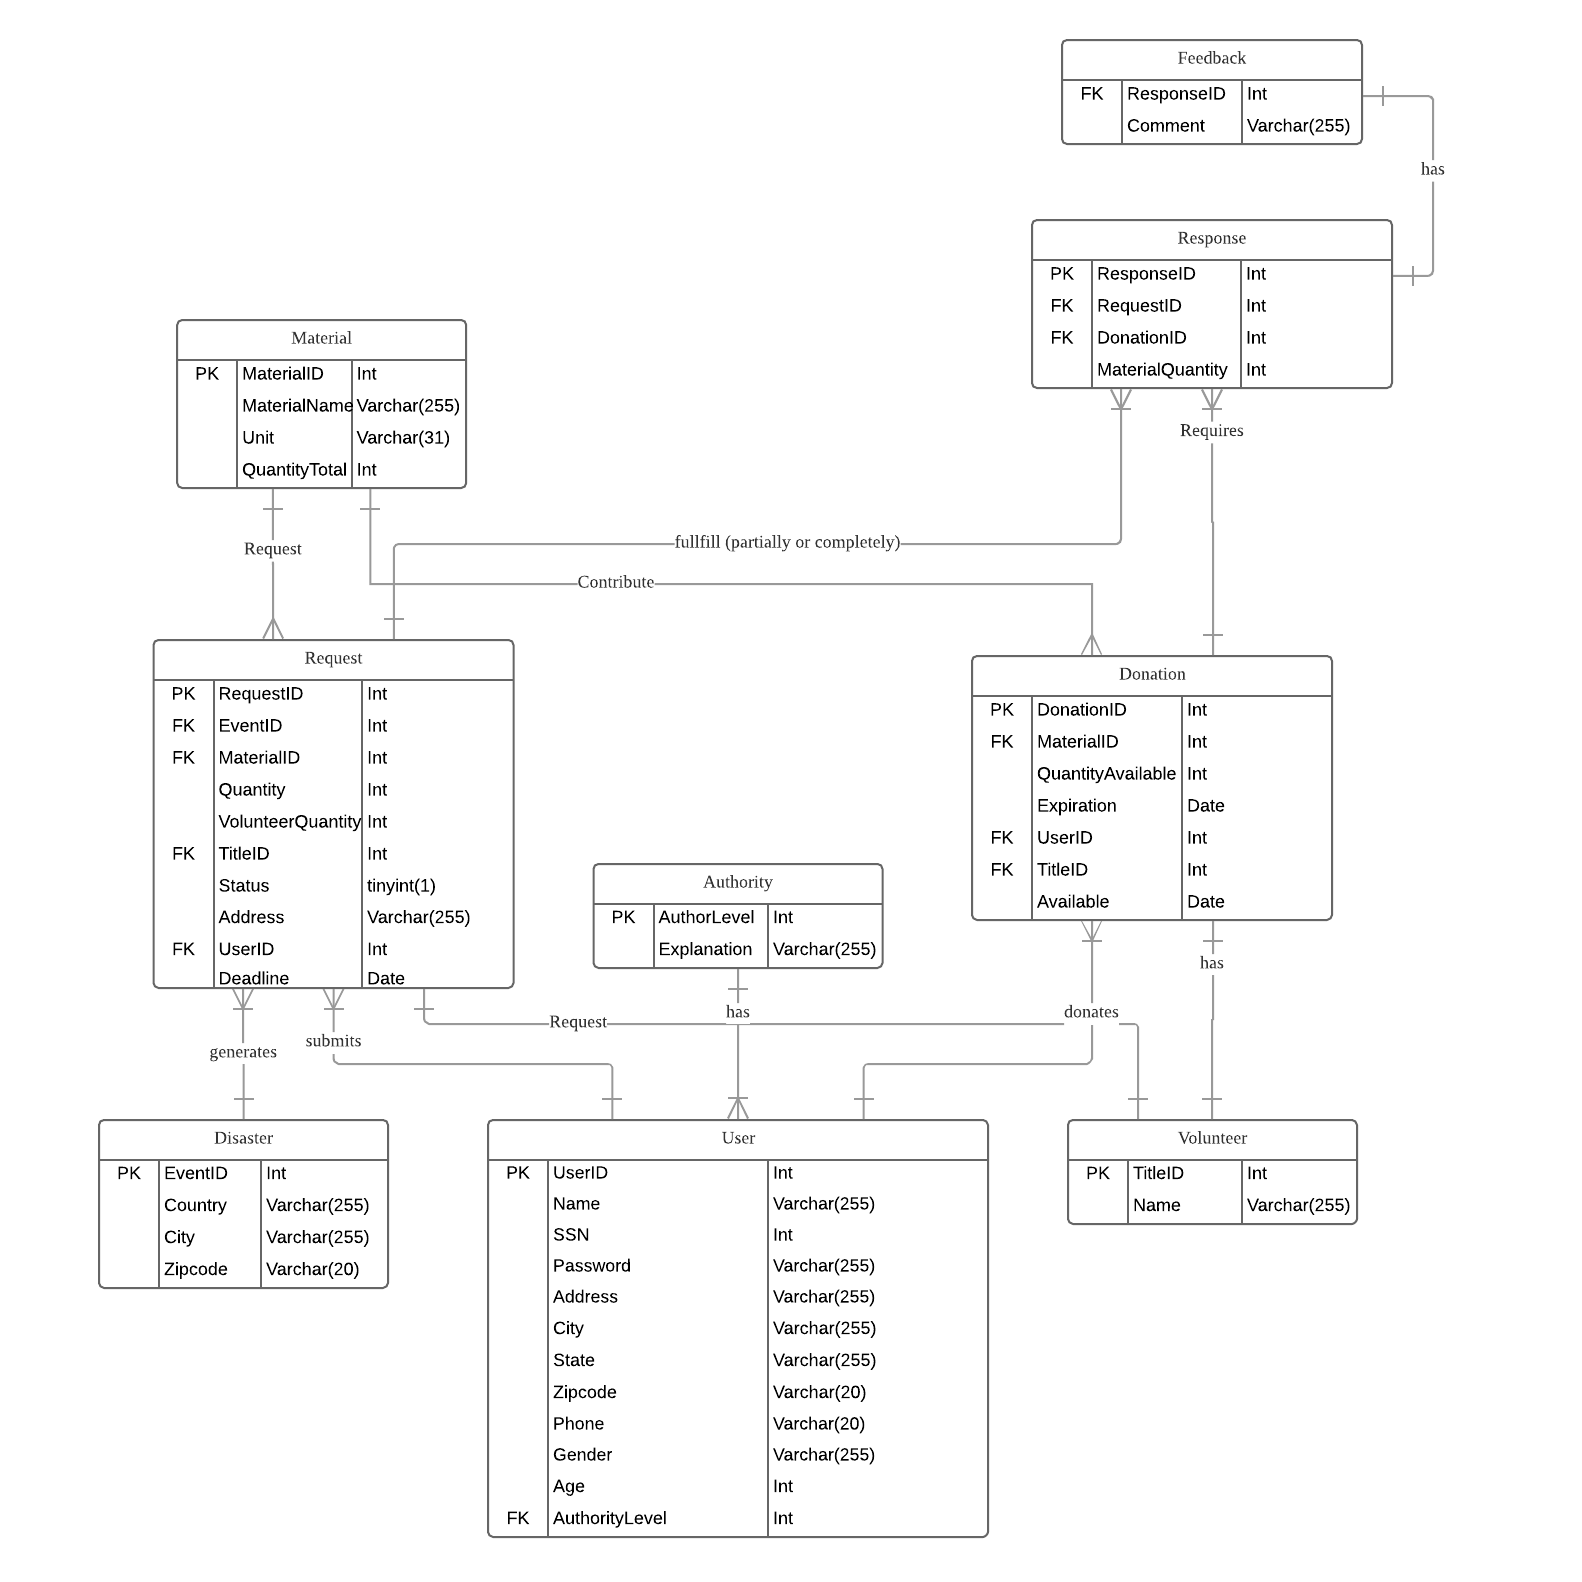 Feedback
FK ResponseID Int
Comment Varchar(255)
has
Response
PK ResponseID Int
FK RequestID Int
FK DonationID Int
MaterialQuantity Int
Material
PK MaterialID Int
MaterialName Varchar(255)
Unit Varchar(31)
QuantityTotal Int
Requires
Request
fullfill (partially or completely)
Contribute
Request
PK RequestID Int
FK EventID Int
FK MaterialID Int
Quantity Int
VolunteerQuantity Int
FK TitleID Int
Status tinyint(1)
Address Varchar(255)
FK UserID Int
Deadline Date
Donation
PK DonationID Int
FK MaterialID Int
QuantityAvailable Int
Expiration Date
FK UserID Int
FK TitleID Int
Available Date
Authority
PK AuthorLevel Int
Explanation Varchar(255)
has
generates
submits
Request
has
donates
Disaster
PK EventID Int
Country Varchar(255)
City Varchar(255)
Zipcode Varchar(20)
User
PK UserID Int
Name Varchar(255)
SSN Int
Password Varchar(255)
Address Varchar(255)
City Varchar(255)
State Varchar(255)
Zipcode Varchar(20)
Phone Varchar(20)
Gender Varchar(255)
Age Int
FK AuthorityLevel Int
Volunteer
PK TitleID Int
Name Varchar(255)